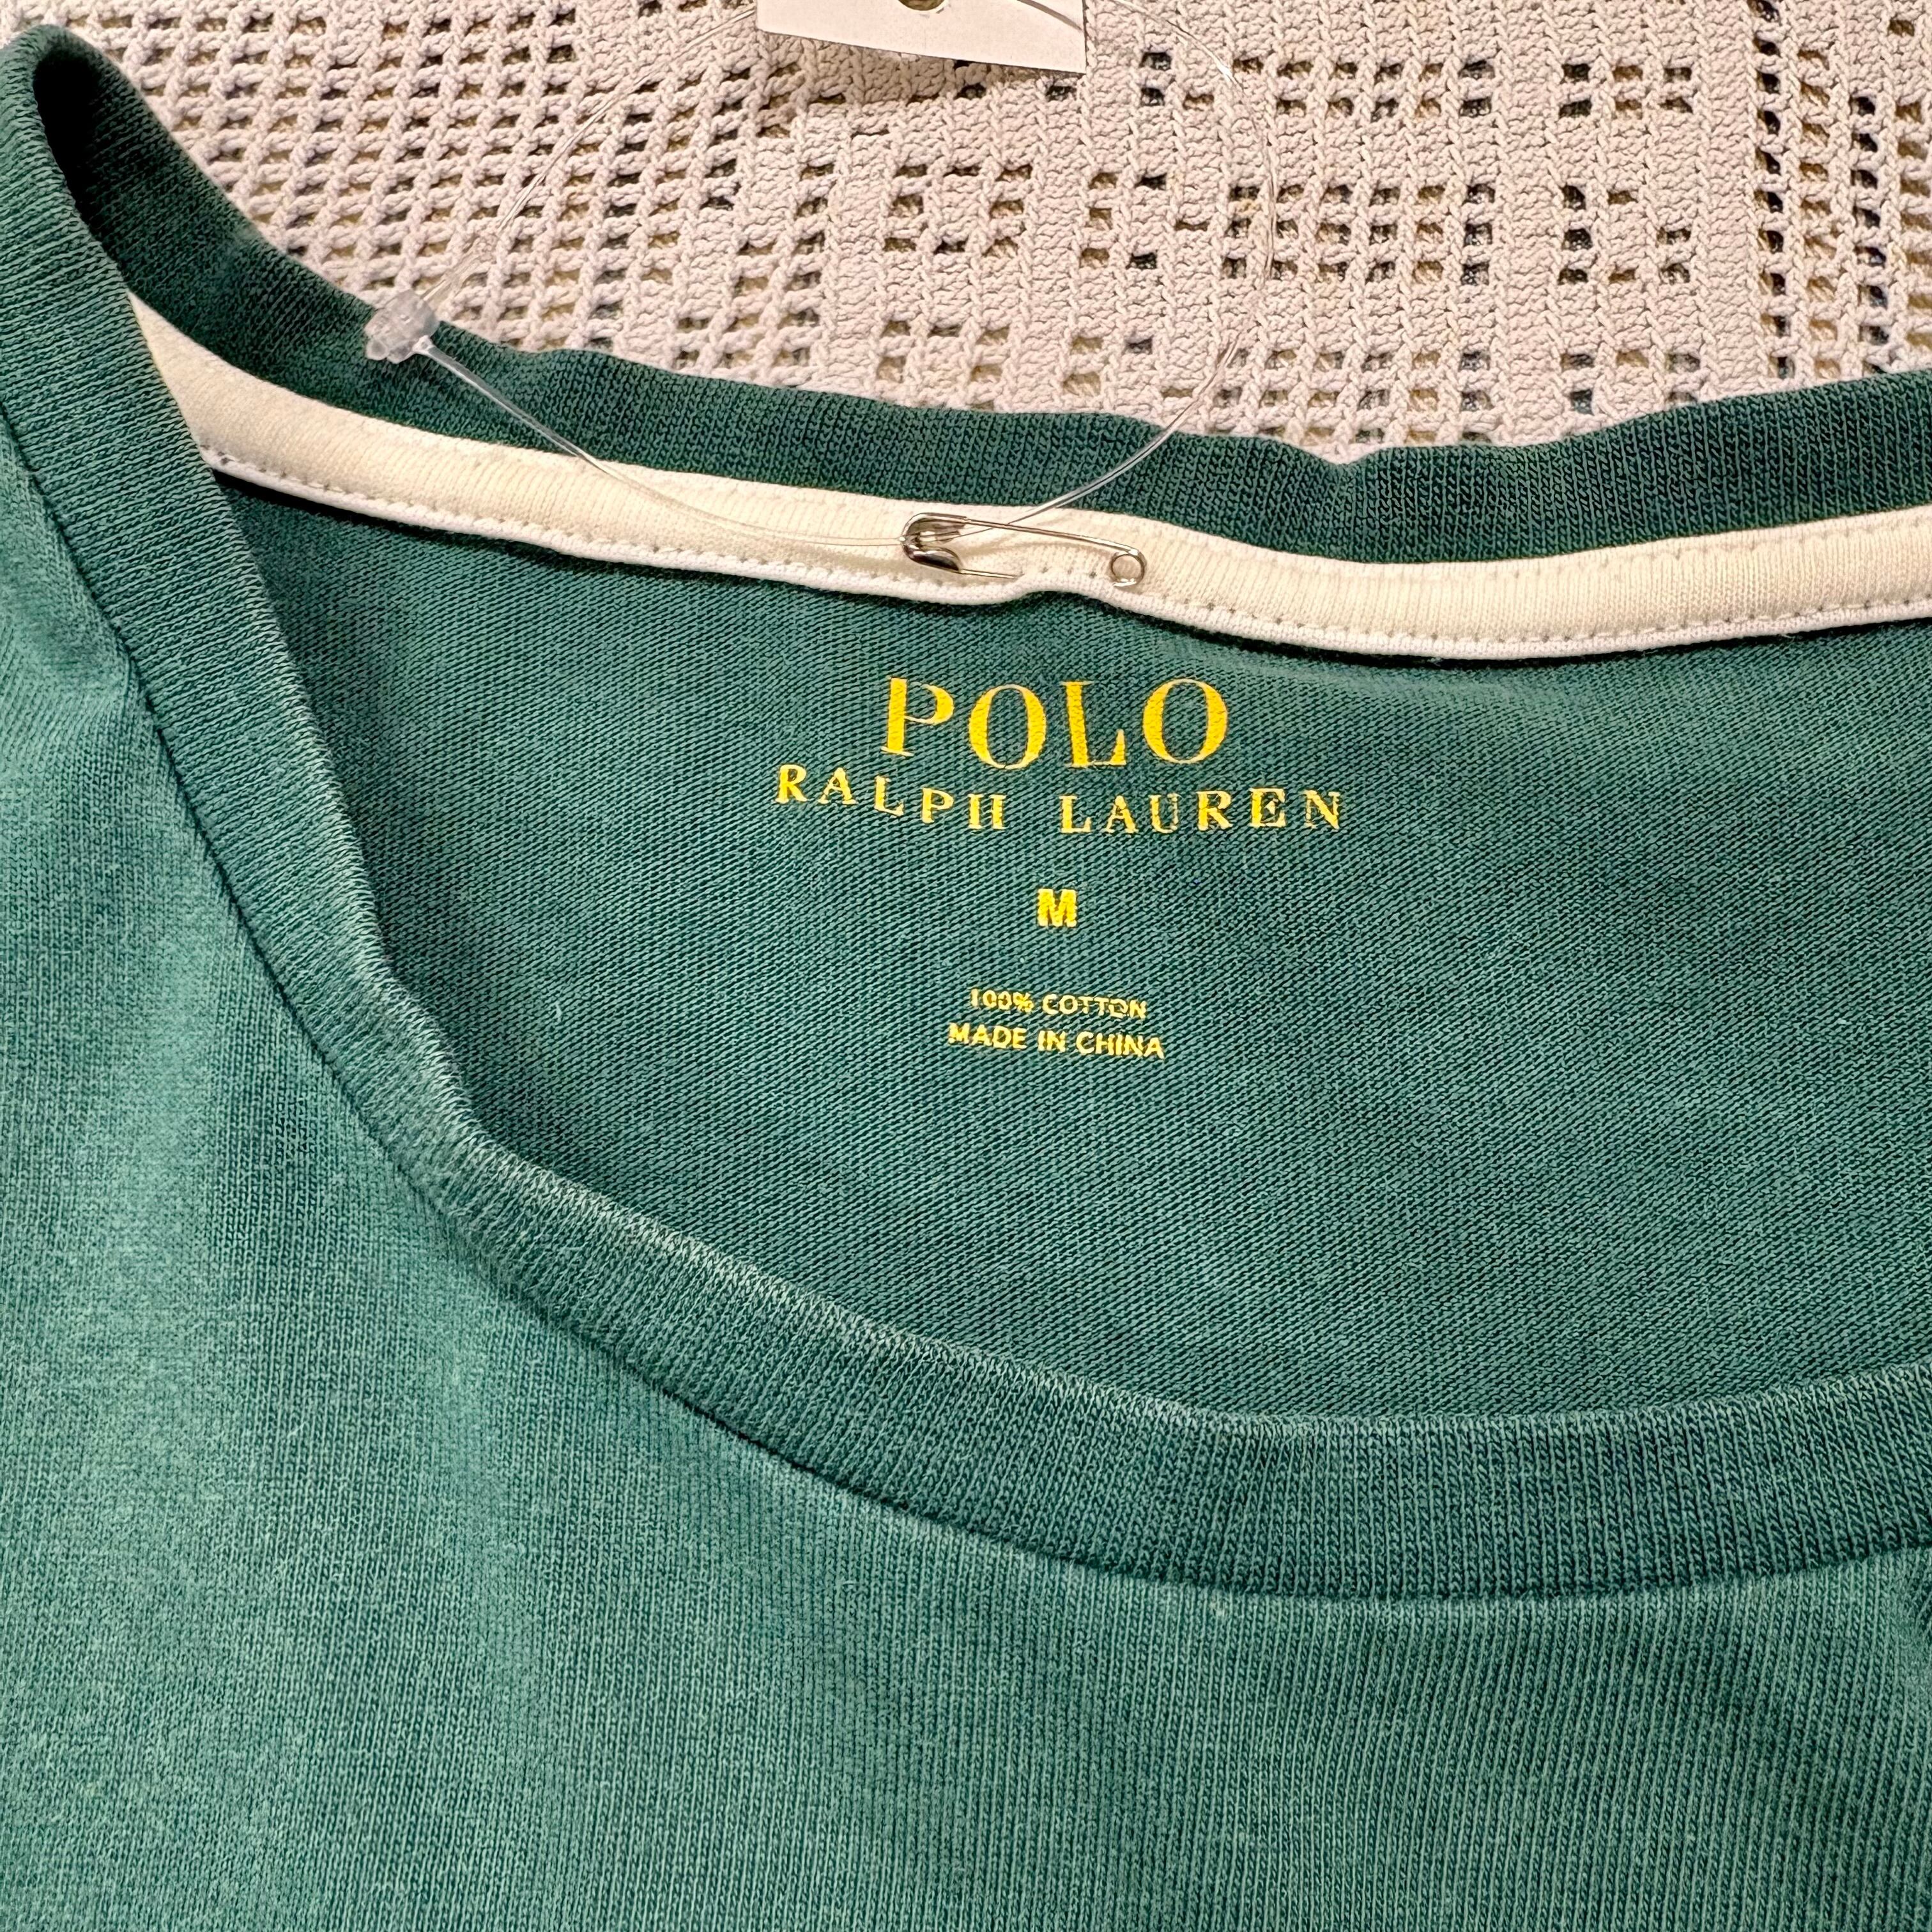 POLO
RALPH LAUREN
M
100% COTTON
MADE IN CHINA